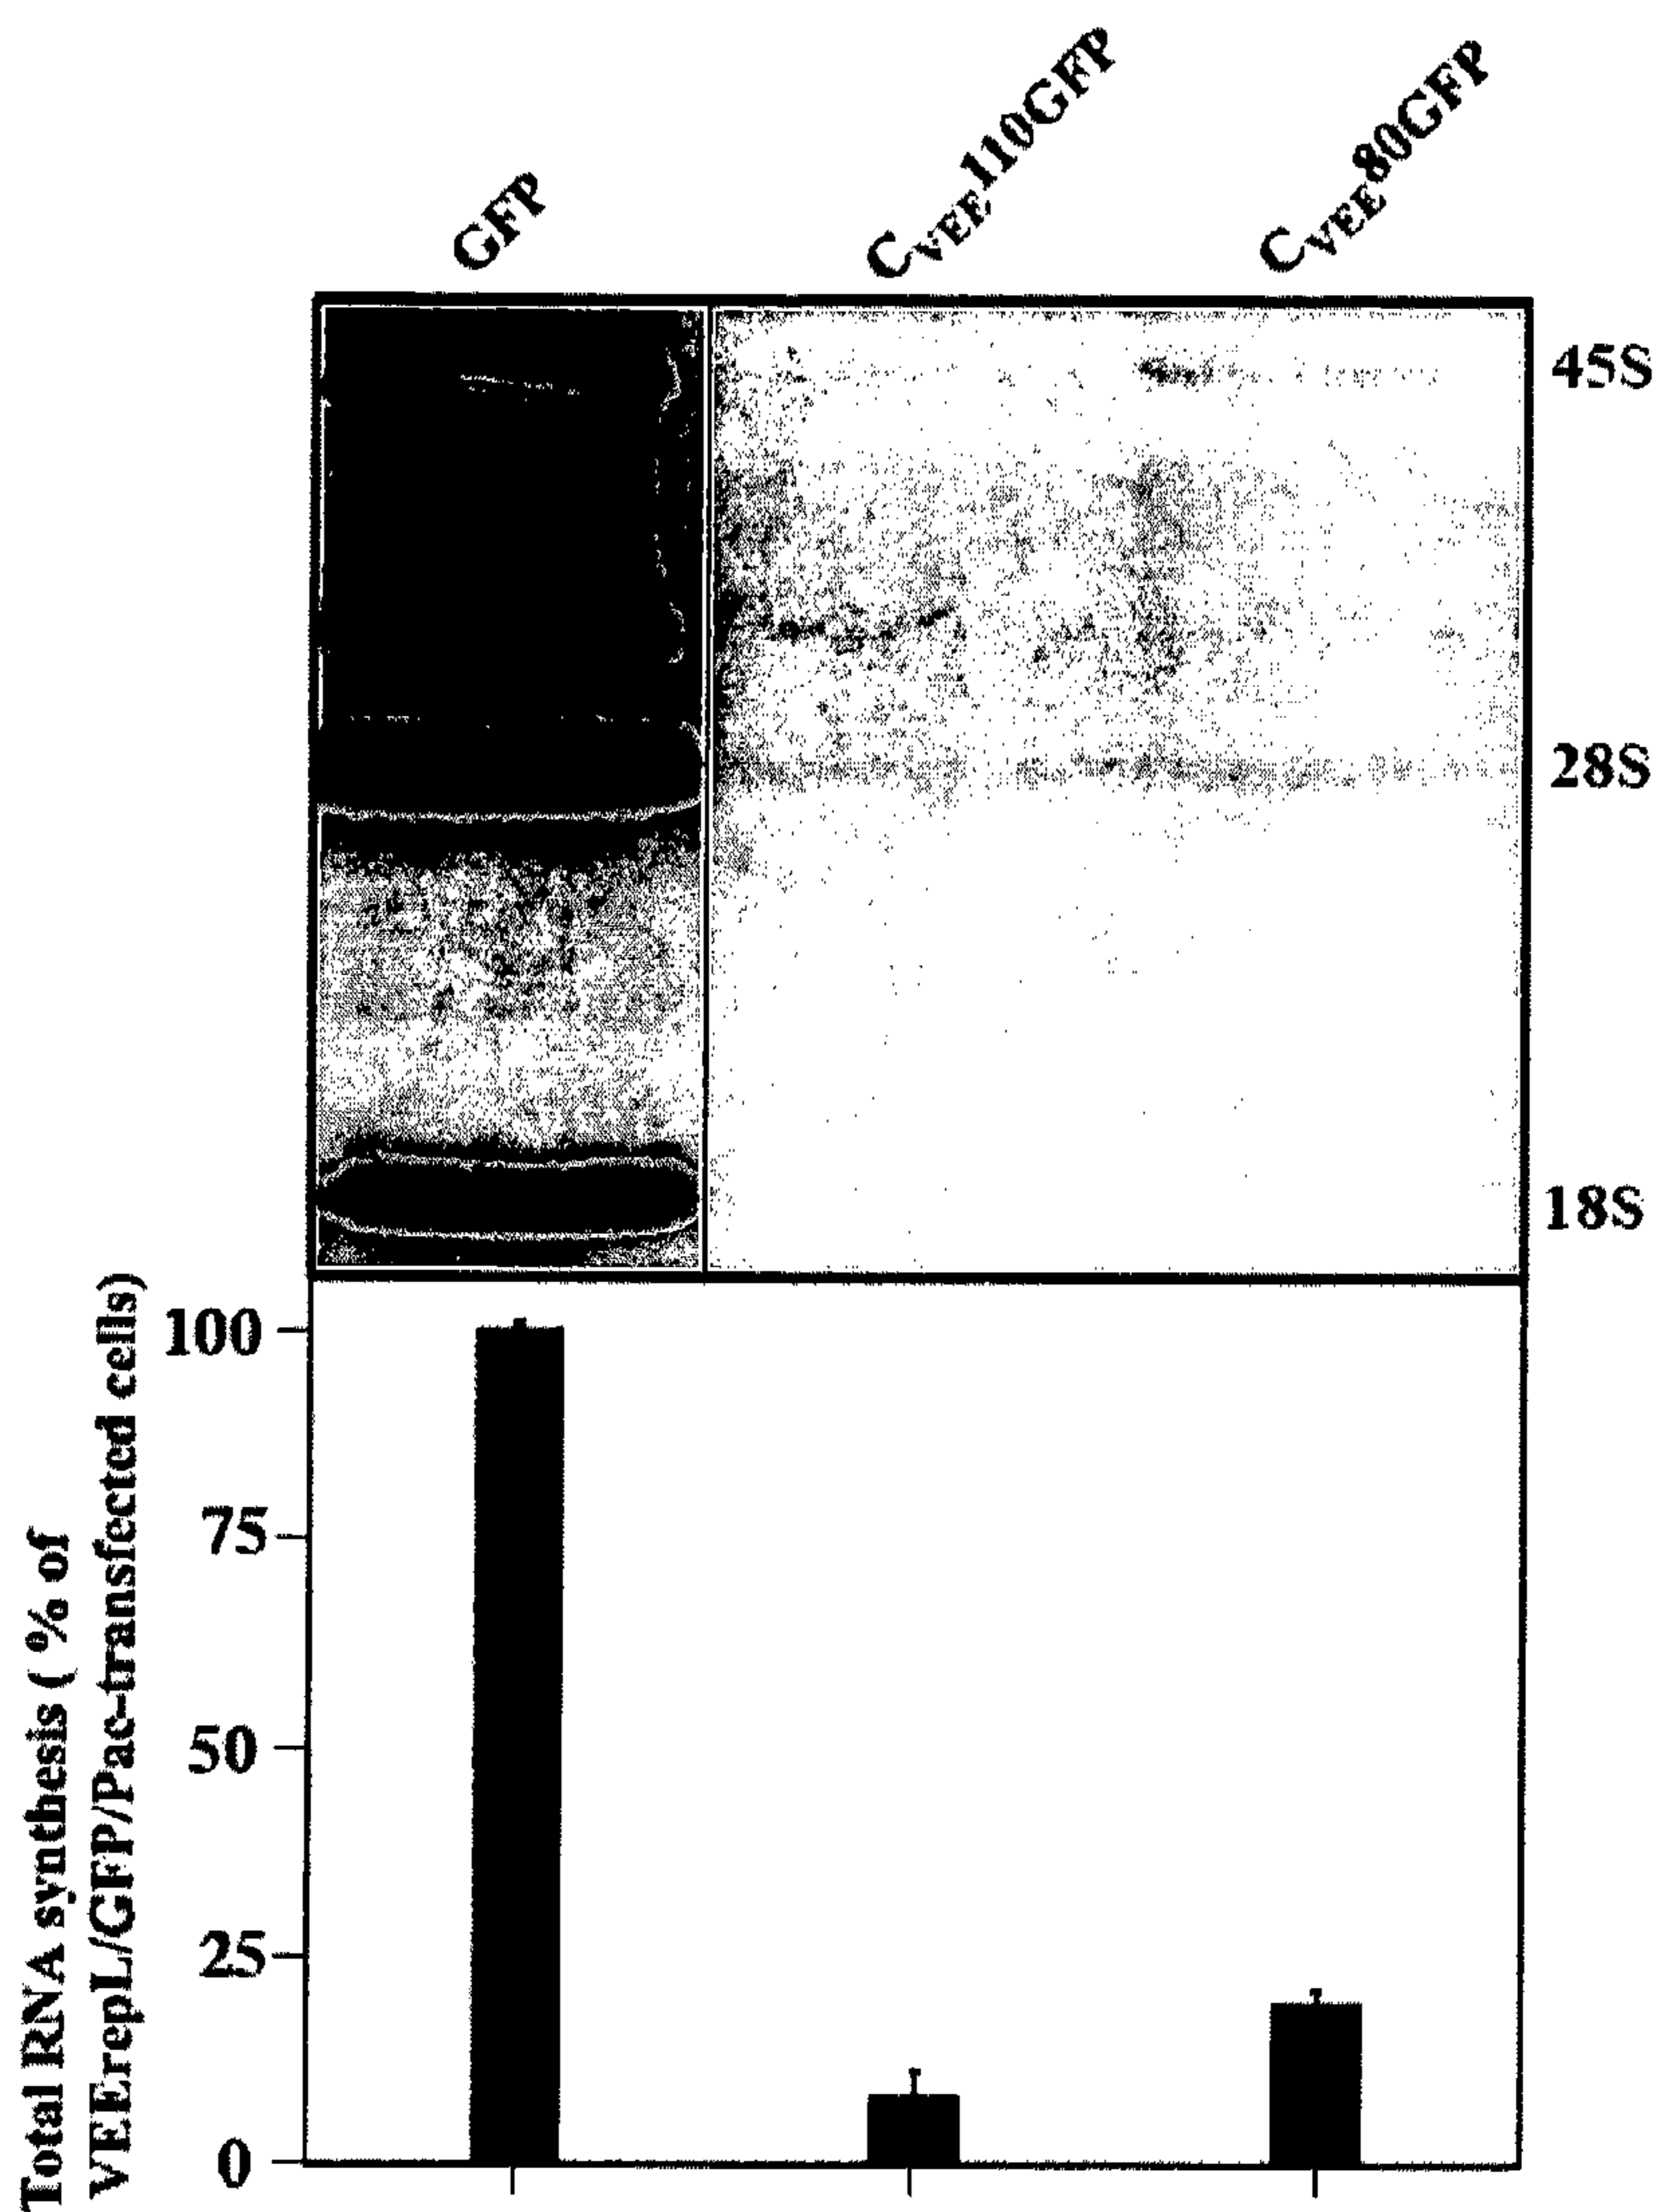 GFP
CVEE110GFP
CVEE80GFP
45S
28S
18S
Total RNA synthesis ( % of
VEErepL/GFP/Pac-transfected cells)
100
75
50
25
0